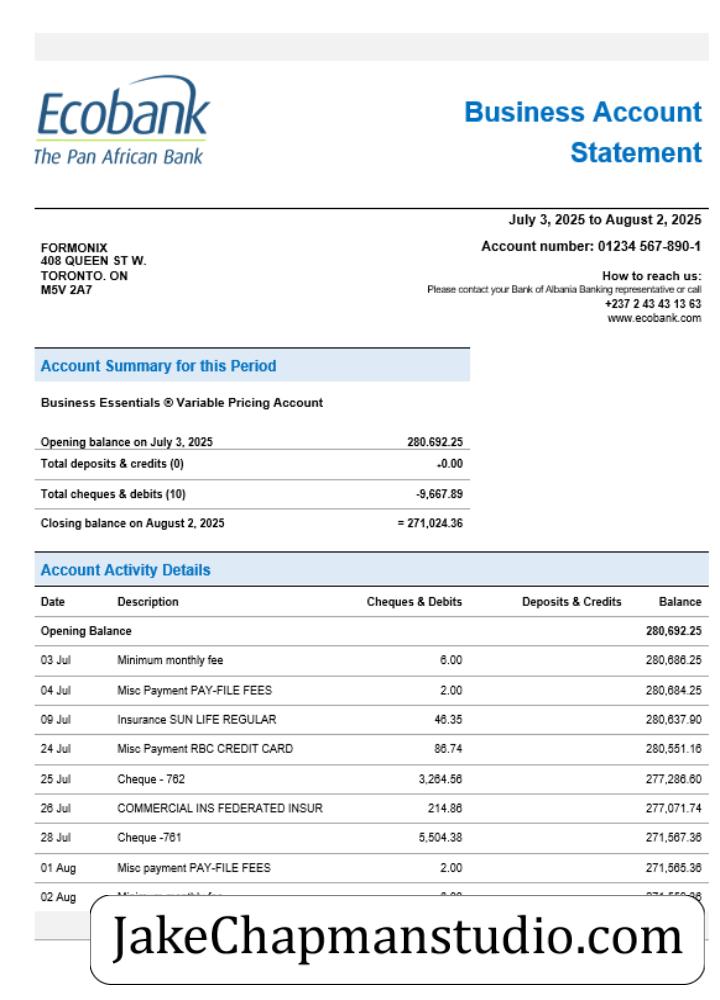 Ecobank
The Pan African Bank
Business Account
Statement
July 3, 2025 to August 2, 2025
Account number: 01234 567-890-1
FORMONIX
408 QUEEN ST W.
TORONTO. ON
M5V 2A7
How to reach us:
Please contact your Bank of Albania Banking representative or call
+237 2 43 43 13 63
www.ecobank.com
Account Summary for this Period
Business Essentials ® Variable Pricing Account
Opening balance on July 3, 2025 280.692.25
Total deposits & credits (0) +0.00
Total cheques & debits (10) -9,667.89
Closing balance on August 2, 2025 = 271,024.36
Account Activity Details
Date Description Cheques & Debits Deposits & Credits Balance
Opening Balance 280,692.25
03 Jul Minimum monthly fee 6.00 280,686.25
04 Jul Misc Payment PAY-FILE FEES 2.00 280,684.25
09 Jul Insurance SUN LIFE REGULAR 46.35 280,637.90
24 Jul Misc Payment RBC CREDIT CARD 86.74 280,551.16
25 Jul Cheque - 762 3,264.56 277,286.60
26 Jul COMMERCIAL INS FEDERATED INSUR 214.86 277,071.74
28 Jul Cheque -761 5,504.38 271,567.36
01 Aug Misc payment PAY-FILE FEES 2.00 271,565.36
02 Aug
JakeChapmanstudio.com